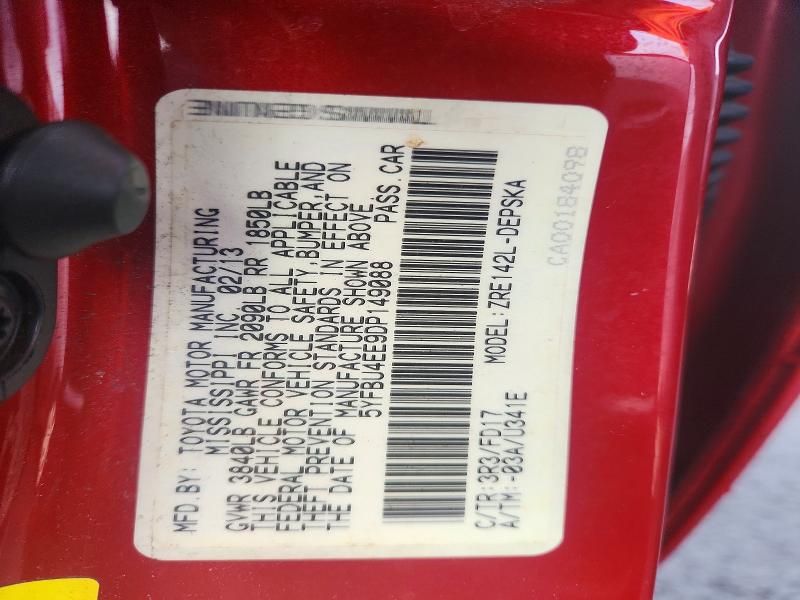 MFD.BY: TOYOTA MOTOR MANUFACTURING
MISSISSIPPI INC. 02/13
GVWR 3840LB GAWR FR 2090LB RR 1850LB
THIS VEHICLE CONFORMS TO ALL APPLICABLE
FEDERAL MOTOR VEHICLE SAFETY,BUMPER,AND
THEFT PREVENTION STANDARDS IN EFFECT ON
THE DATE OF MANUFACTURE SHOWN ABOVE.
5YFBU4EE9DP149088 PASS.CAR
MODEL:ZRE142L-DEPSKA
C/TR:3R3/FD17
A/TM:-03A/U341E
CA00184098